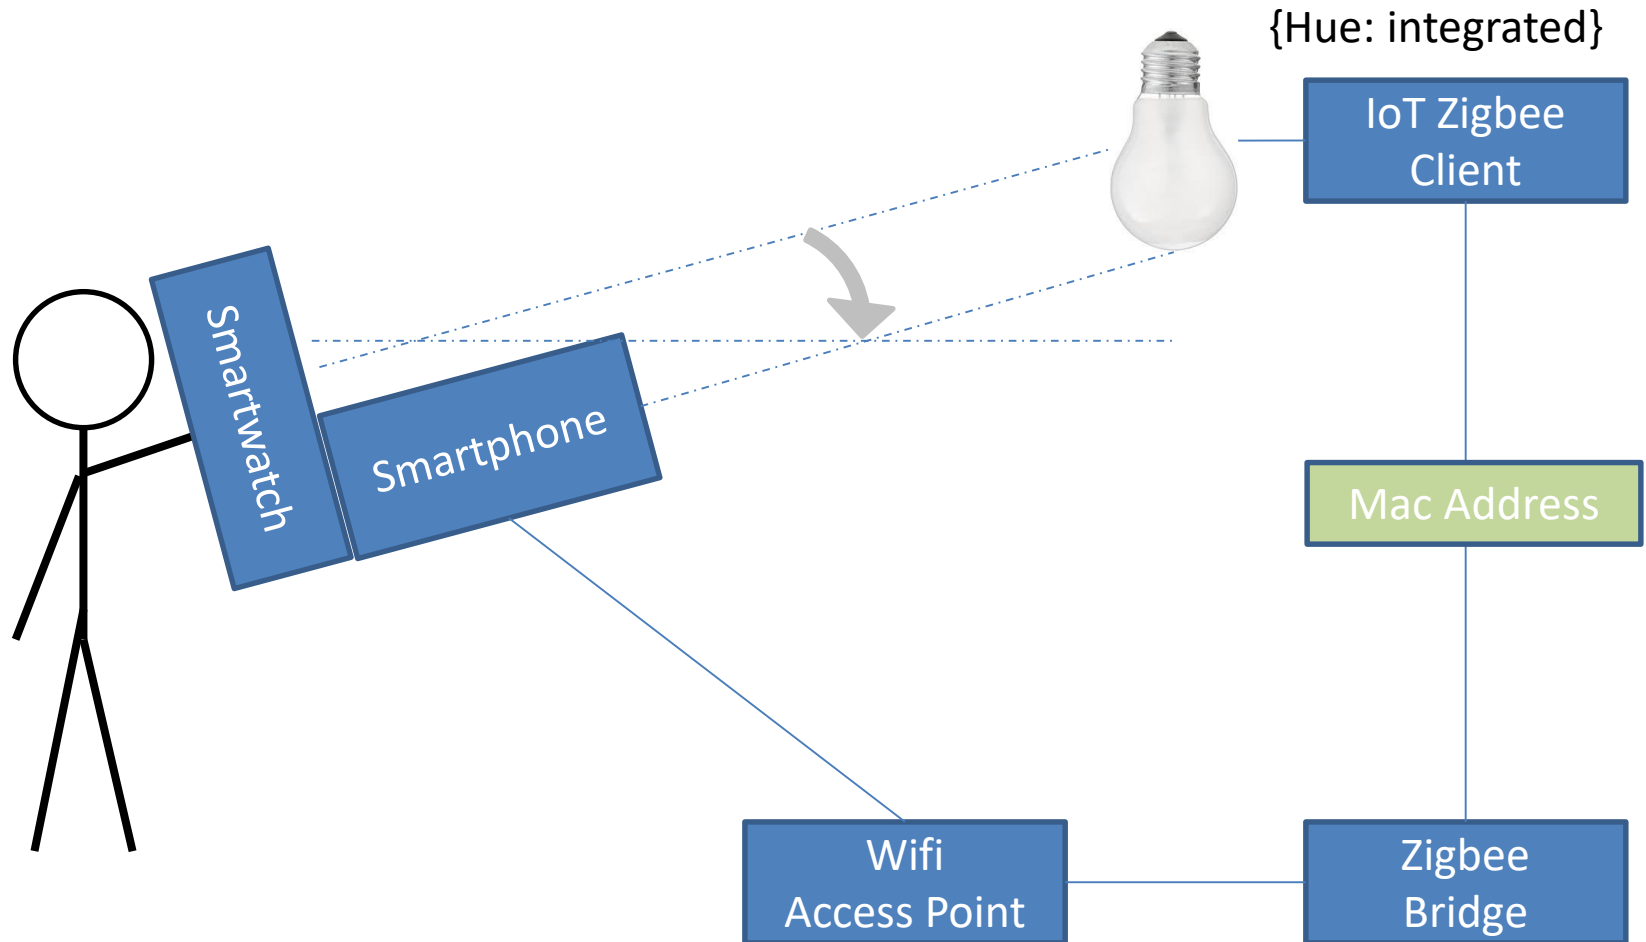 {Hue: integrated}
IoT Zigbee
Client
Smartwatch
Smartphone
Mac Address
Wifi
Access Point
Zigbee
Bridge